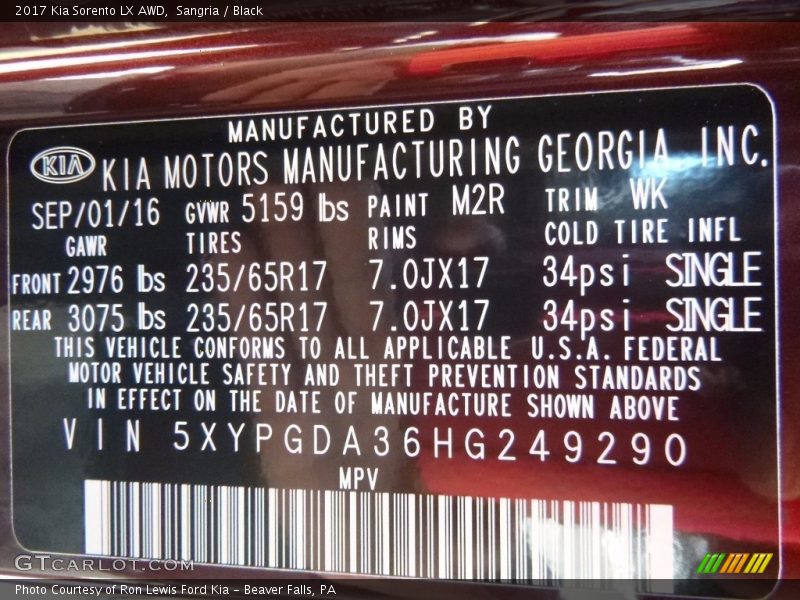 2017 Kia Sorento LX AWD,  Sangria / Black
MANUFACTURED BY
KIA KIA MOTORS MANUFACTURING GEORGIA, INC.
SEP/01/16 GVWR 5159 lbs PAINT M2R TRIM WK
GAWR TIRES RIMS COLD TIRE INFL
FRONT 2976 lbs 235/65R17 7.0JX17 34psi SINGLE
REAR 3075 lbs 235/65R17 7.0JX17 34psi SINGLE
THIS VEHICLE CONFORMS TO ALL APPLICABLE U.S.A. FEDERAL
MOTOR VEHICLE SAFETY AND THEFT PREVENTION STANDARDS
IN EFFECT ON THE DATE OF MANUFACTURE SHOWN ABOVE
VIN 5XYPGDA36HG249290
MPV
GTCARLOT.COM
Photo Courtesy of Ron Lewis Ford Kia – Beaver Falls, PA